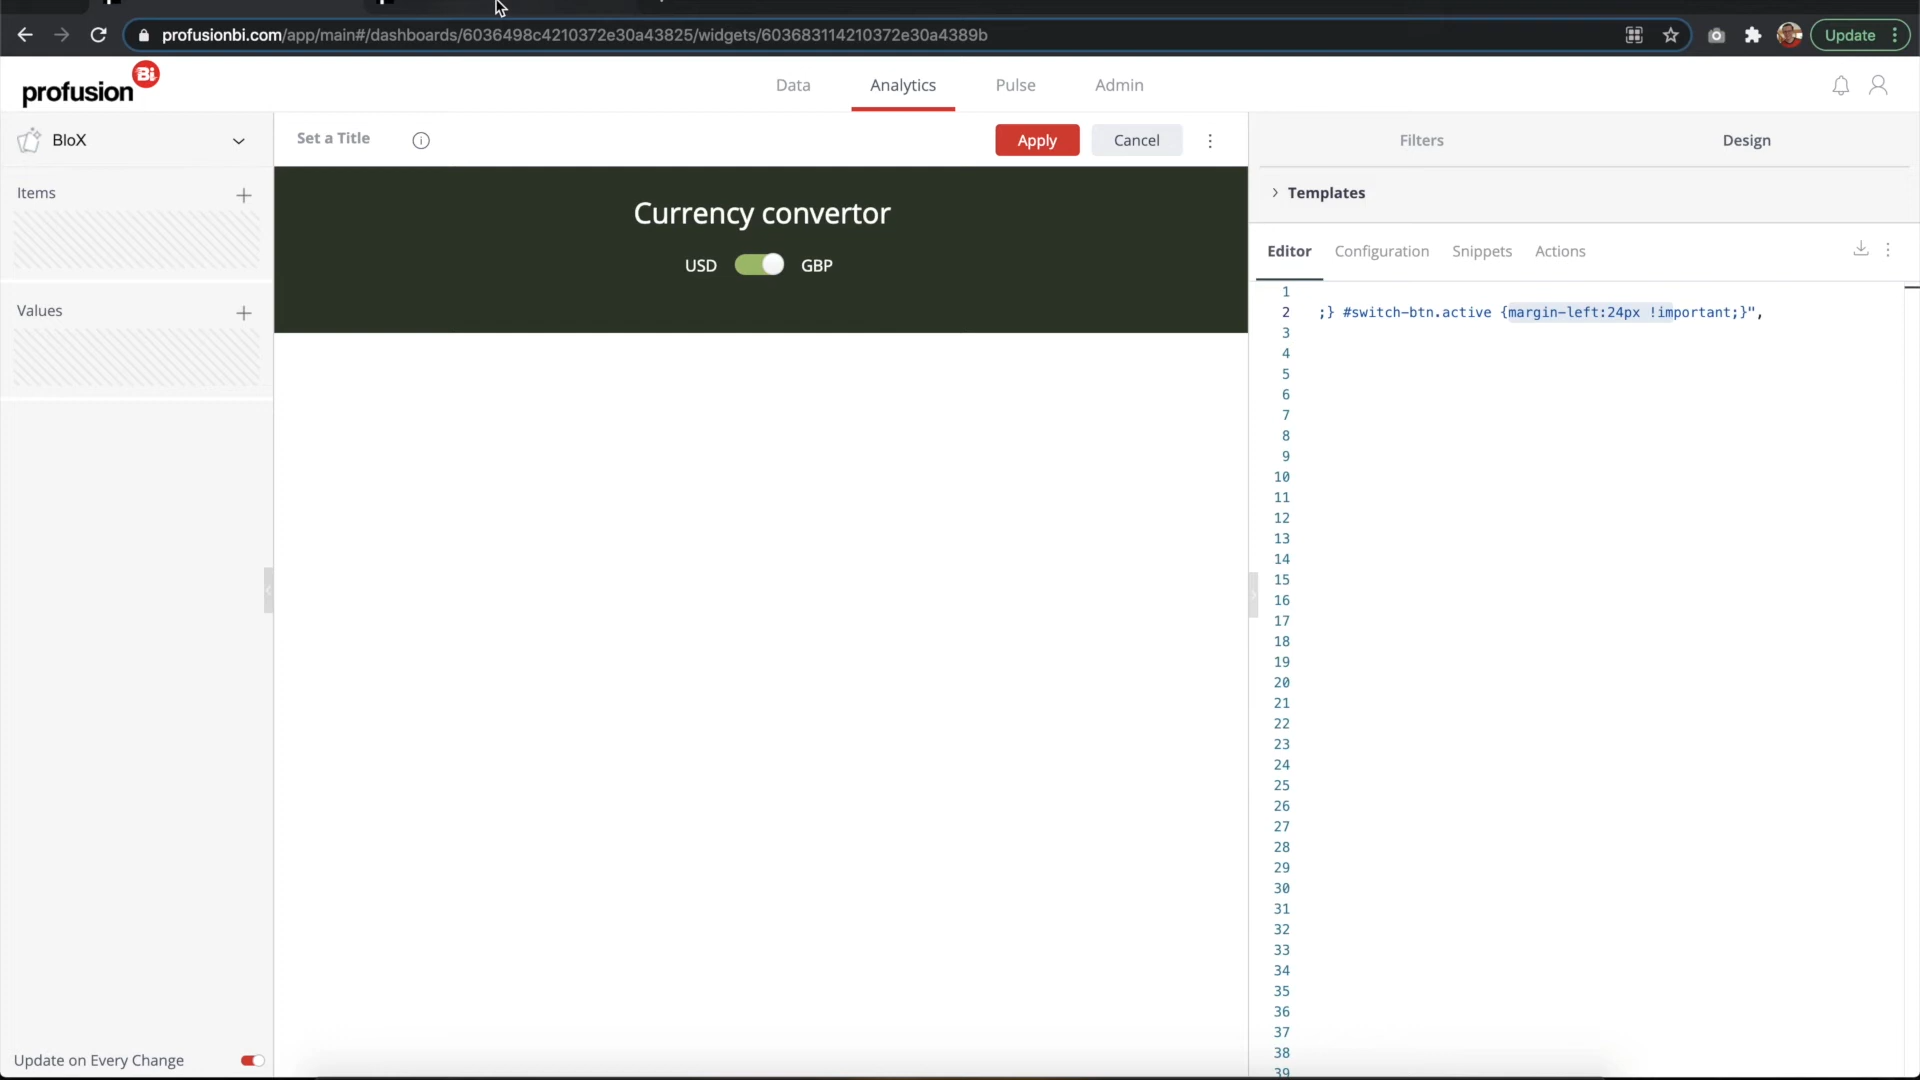 profusionbi.com/app/main#/dashboards/6036498c4210372e30a43825/widgets/603683114210372e30a4389b
Update
profusion Bi
Data
Analytics
Pulse
Admin
BloX
Set a Title
Apply
Cancel
Filters
Design
Items
Values
Currency convertor
USD
GBP
Templates
Editor
Configuration
Snippets
Actions
1
2 ;} #switch-btn.active {margin-left:24px !important;}",
3
4
5
6
7
8
9
10
11
12
13
14
15
16
17
18
19
20
21
22
23
24
25
26
27
28
29
30
31
32
33
34
35
36
37
38
39
Update on Every Change